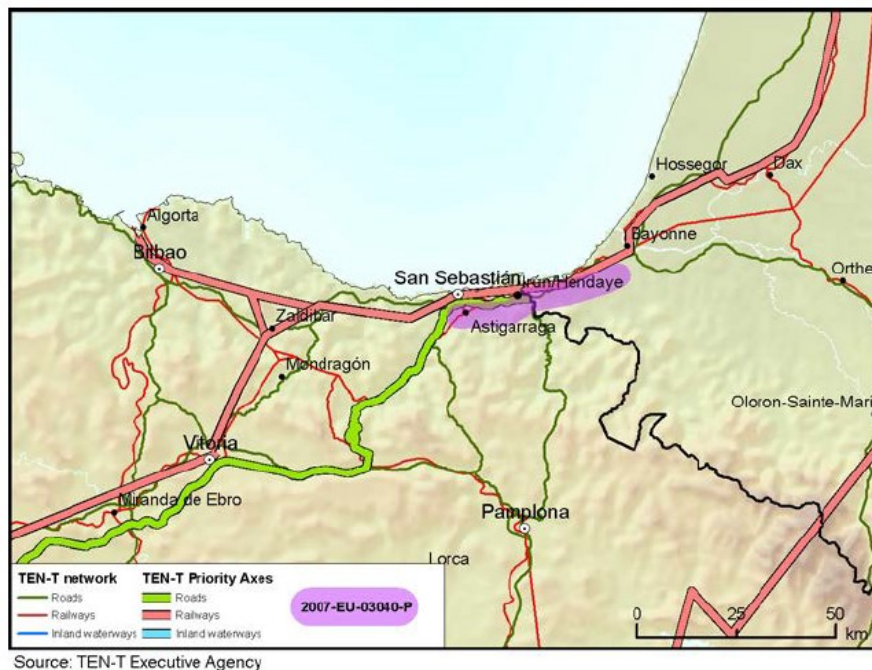 Hossegor
Dax
Algorta
Bilbao
Bayonne
San Sebastián
Irun/Hendaye
Orthe
Zaldibar
Astigarraga
Mondragón
Oloron-Sainte-Mari
Vitoria
Miranda de Ebro
Pamplona
Lorca
TEN-T network TEN-T Priority Axes
Roads Roads
Railways Railways
Inland waterways Inland waterways
2007-EU-03040-P
0 25 50
km
Source: TEN-T Executive Agency